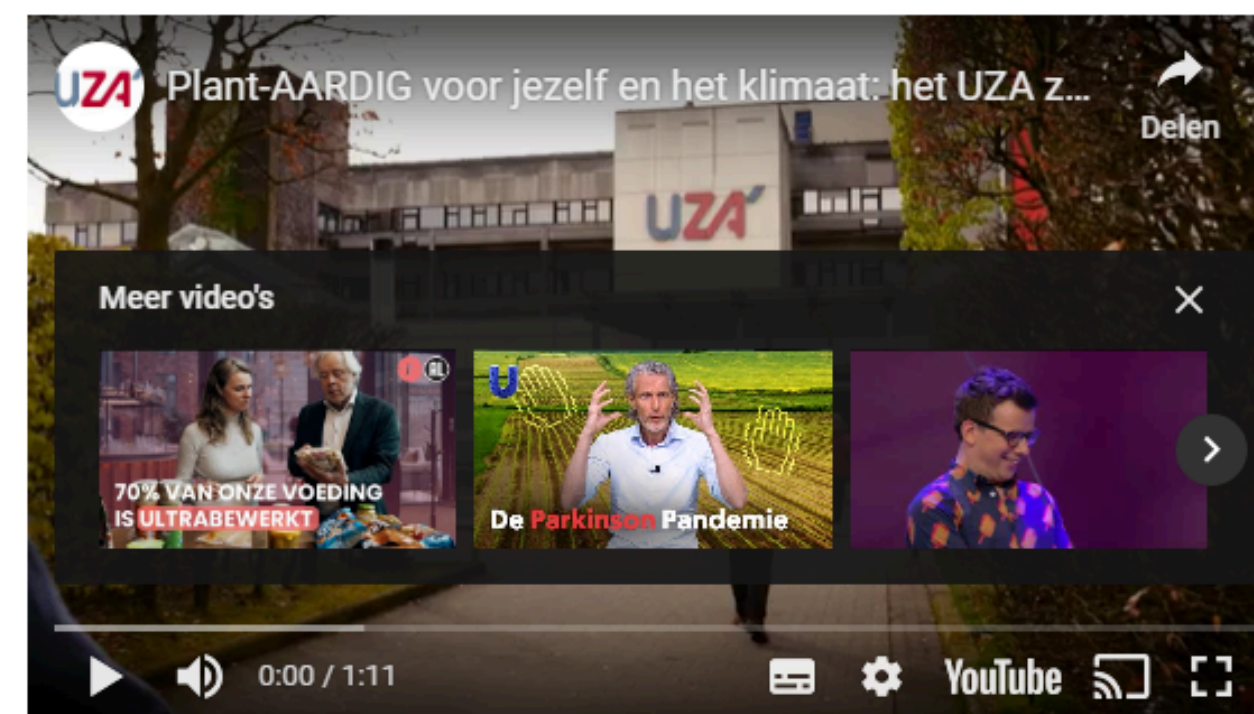 UZA
Plant-AARDIG voor jezelf en het klimaat: het UZA z...
Delen
UZA
Meer video's
70% VAN ONZE VOEDING
IS ULTRABEWERKT
AL
U
De Parkinson Pandemie
0:00 / 1:11
YouTube